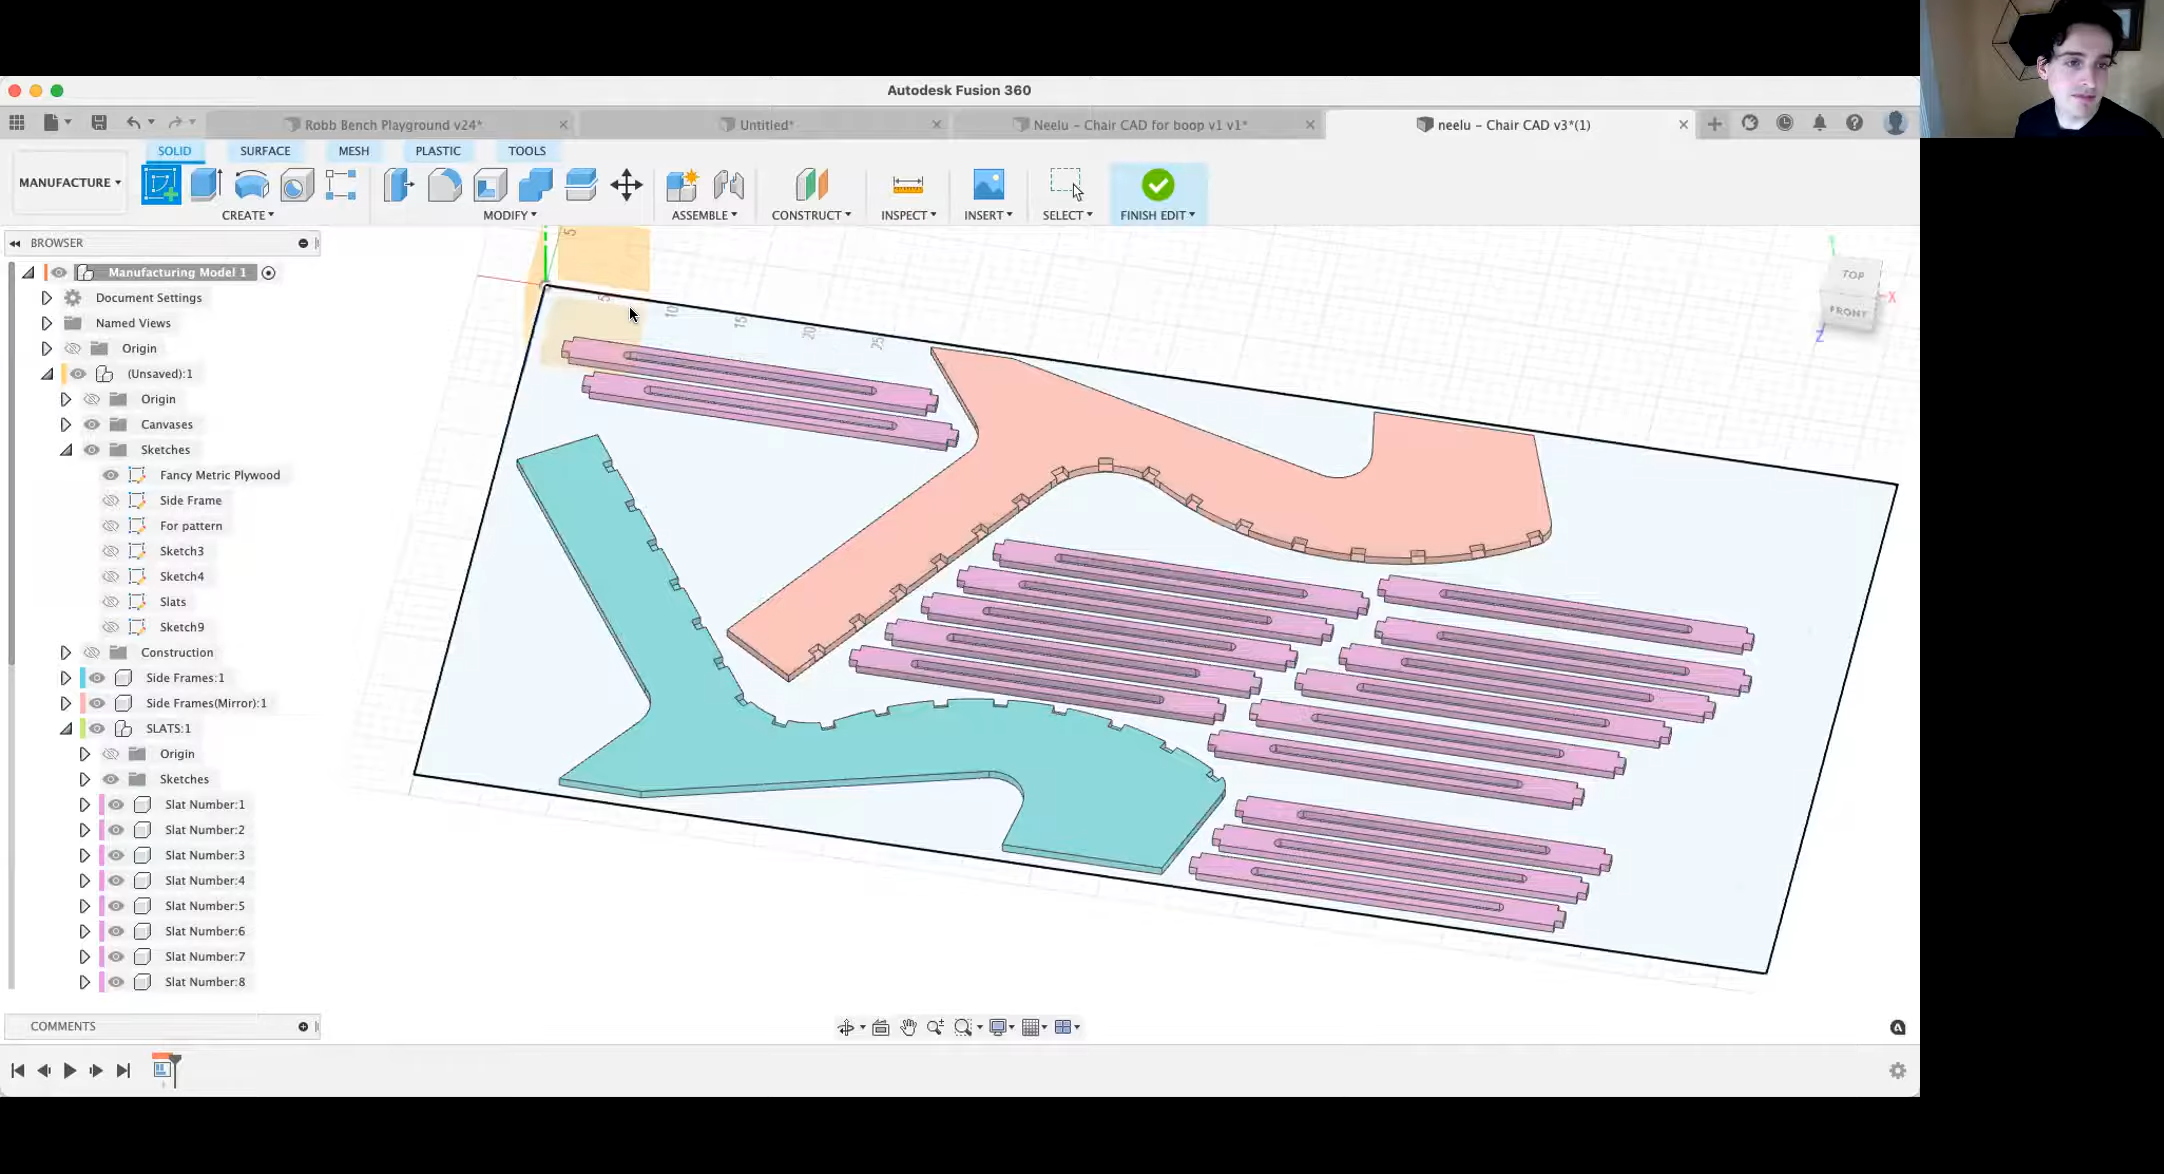 Autodesk Fusion 360
Robb Bench Playground v24*
Untitled*
Neelu - Chair CAD for boop v1 v1*
neelu - Chair CAD v3*(1)
SOLID
SURFACE
MESH
PLASTIC
TOOLS
MANUFACTURE
CREATE
MODIFY
ASSEMBLE
CONSTRUCT
INSPECT
INSERT
SELECT
FINISH EDIT
BROWSER
Manufacturing Model 1
Document Settings
Named Views
Origin
(Unsaved):1
Origin
Canvases
Sketches
Fancy Metric Plywood
Side Frame
For pattern
Sketch3
Sketch4
Slats
Sketch9
Construction
Side Frames:1
Side Frames(Mirror):1
SLATS:1
Origin
Sketches
Slat Number:1
Slat Number:2
Slat Number:3
Slat Number:4
Slat Number:5
Slat Number:6
Slat Number:7
Slat Number:8
5
5
10
15
20
25
TOP
FRONT
X
Z
COMMENTS